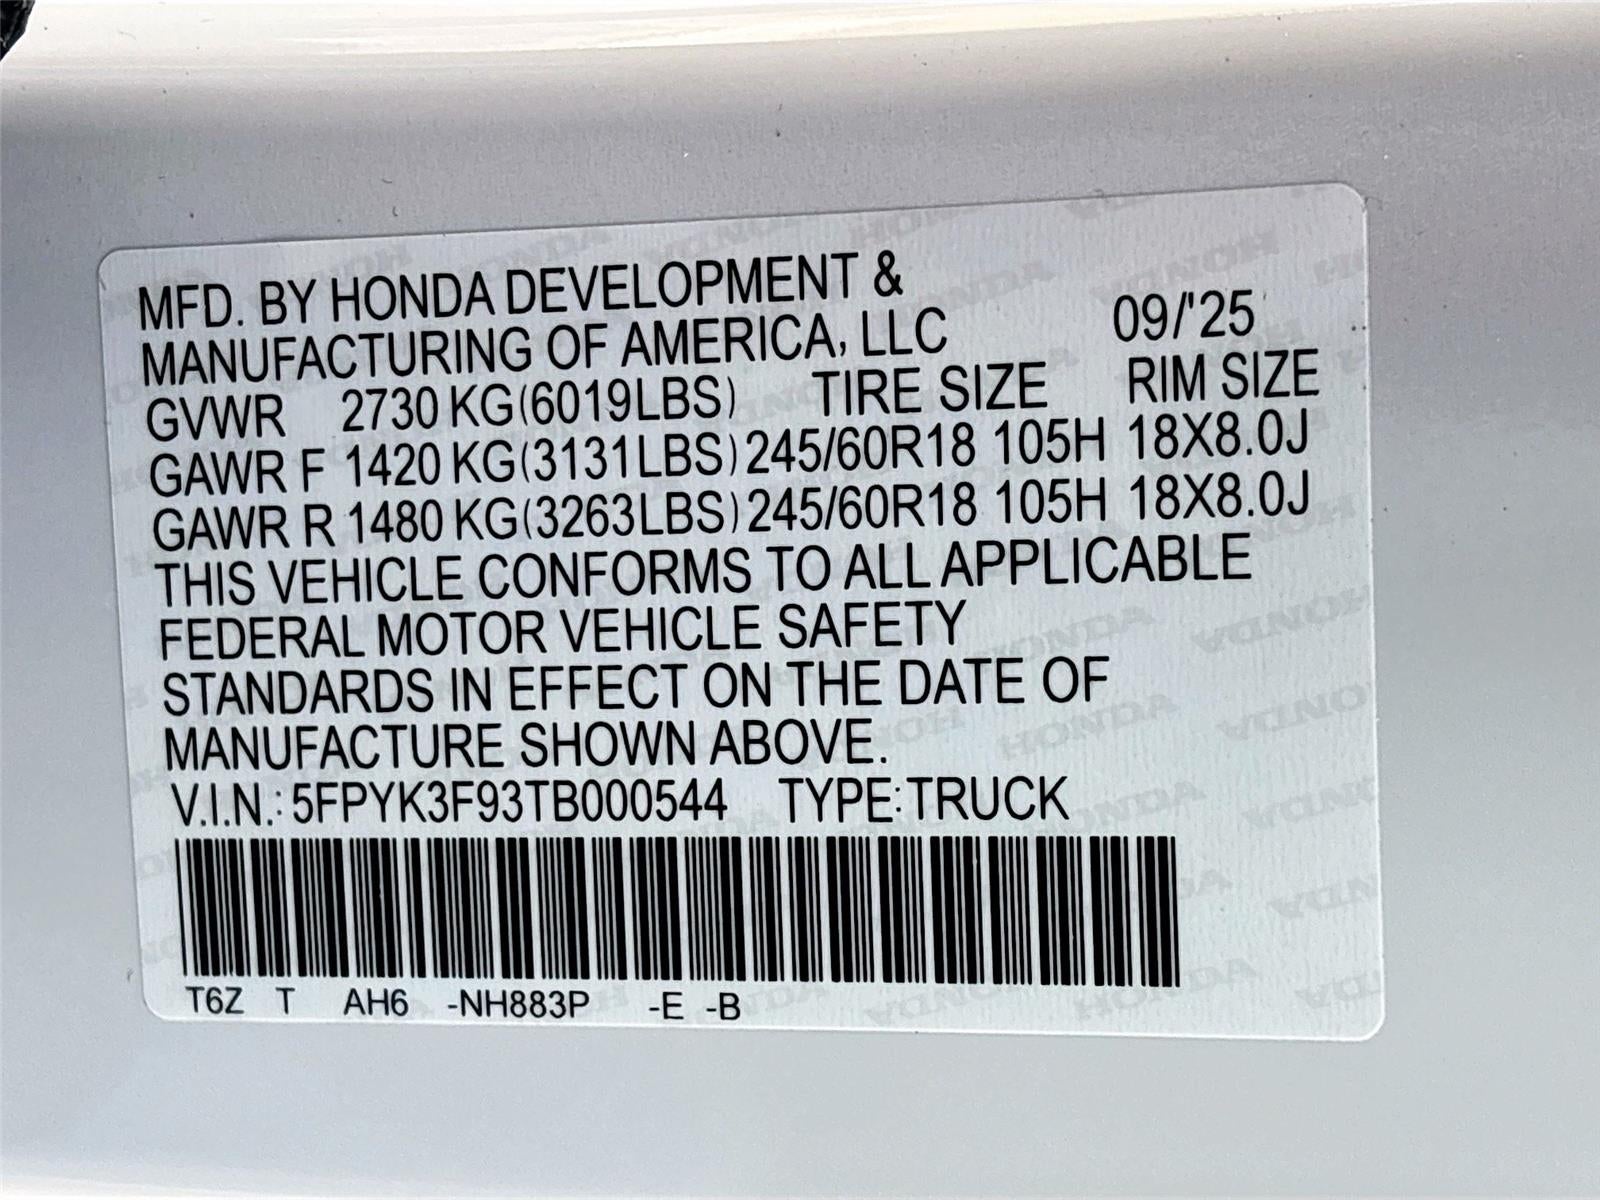 MFD. BY HONDA DEVELOPMENT &
MANUFACTURING OF AMERICA, LLC 09/'25
GVWR 2730 KG(6019LBS) TIRE SIZE RIM SIZE
GAWR F 1420 KG(3131LBS) 245/60R18 105H 18X8.0J
GAWR R 1480 KG(3263LBS) 245/60R18 105H 18X8.0J
THIS VEHICLE CONFORMS TO ALL APPLICABLE
FEDERAL MOTOR VEHICLE SAFETY
STANDARDS IN EFFECT ON THE DATE OF
MANUFACTURE SHOWN ABOVE.
V.I.N.: 5FPYK3F93TB000544 TYPE: TRUCK
T6Z T AH6 -NH883P -E -B